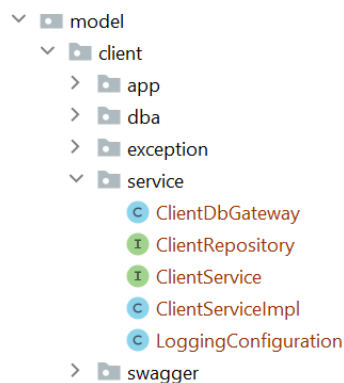 model
client
app
dba
exception
service
C ClientDbGateway
I ClientRepository
I ClientService
C ClientServiceImpl
C LoggingConfiguration
swagger